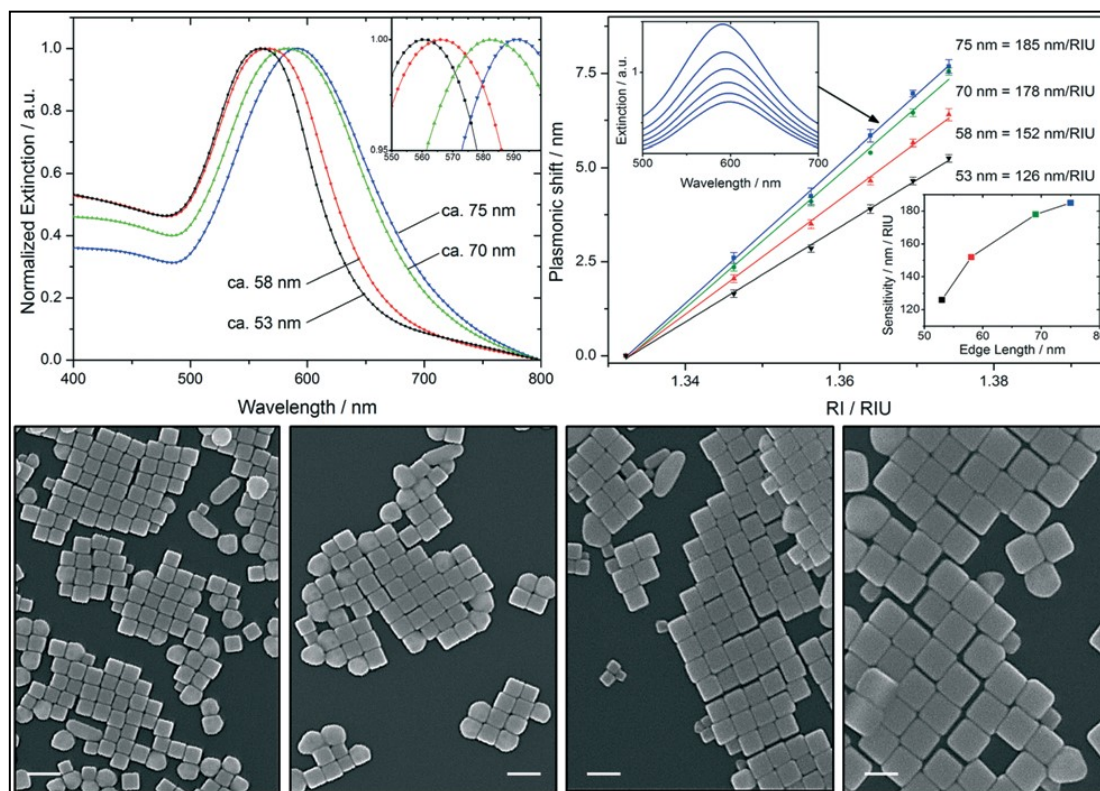 Normalized Extinction / a.u.
1.0
0.8
0.6
0.4
0.2
0.0
400
500
600
700
800
Wavelength / nm
1.00
0.95
550
560
570
580
590
ca. 75 nm
ca. 70 nm
ca. 58 nm
ca. 53 nm
Plasmonic shift / nm
7.5
5.0
2.5
0.0
1.34
1.36
1.38
RI / RIU
Extinction / a.u.
1
500
600
700
Wavelength / nm
75 nm = 185 nm/RIU
70 nm = 178 nm/RIU
58 nm = 152 nm/RIU
53 nm = 126 nm/RIU
Sensitivity / nm / RIU
180
160
140
120
50
60
70
80
Edge Length / nm